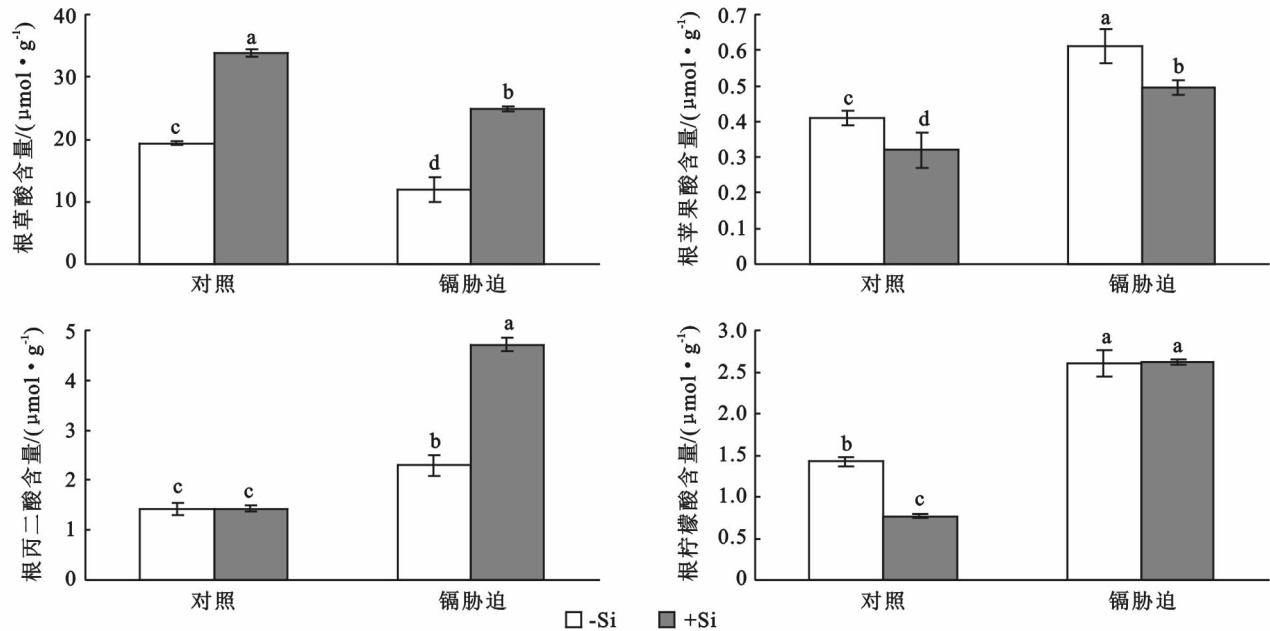 根草酸含量/(μmol·g⁻¹)
40
30
20
10
0
c
a
d
b
对照
镉胁迫
根苹果酸含量/(μmol·g⁻¹)
0.7
0.6
0.5
0.4
0.3
0.2
0.1
0
c
d
a
b
对照
镉胁迫
根丙二酸含量/(μmol·g⁻¹)
5
4
3
2
1
0
c
c
b
a
对照
镉胁迫
根柠檬酸含量/(μmol·g⁻¹)
3.0
2.5
2.0
1.5
1.0
0.5
0
b
c
a
a
对照
镉胁迫
-Si
+Si